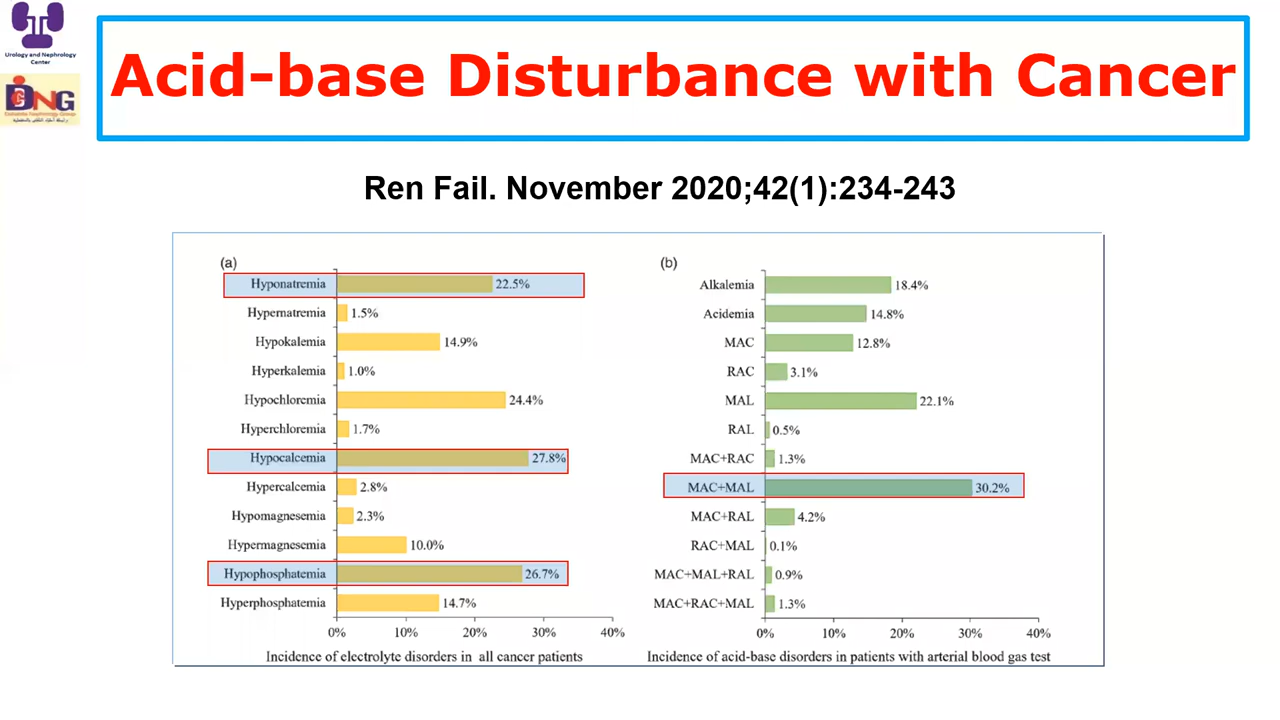 Urology and Nephrology
Center
DNG
Acid-base Disturbance with Cancer
Ren Fail. November 2020;42(1):234-243
(a)
Hyponatremia 22.5%
Hypernatremia 1.5%
Hypokalemia 14.9%
Hyperkalemia 1.0%
Hypochloremia 24.4%
Hyperchloremia 1.7%
Hypocalcemia 27.8%
Hypercalcemia 2.8%
Hypomagnesemia 2.3%
Hypermagnesemia 10.0%
Hypophosphatemia 26.7%
Hyperphosphatemia 14.7%
0% 10% 20% 30% 40%
Incidence of electrolyte disorders in all cancer patients
(b)
Alkalemia 18.4%
Acidemia 14.8%
MAC 12.8%
RAC 3.1%
MAL 22.1%
RAL 0.5%
MAC+RAC 1.3%
MAC+MAL 30.2%
MAC+RAL 4.2%
RAC+MAL 0.1%
MAC+MAL+RAL 0.9%
MAC+RAC+MAL 1.3%
0% 10% 20% 30% 40%
Incidence of acid-base disorders in patients with arterial blood gas test